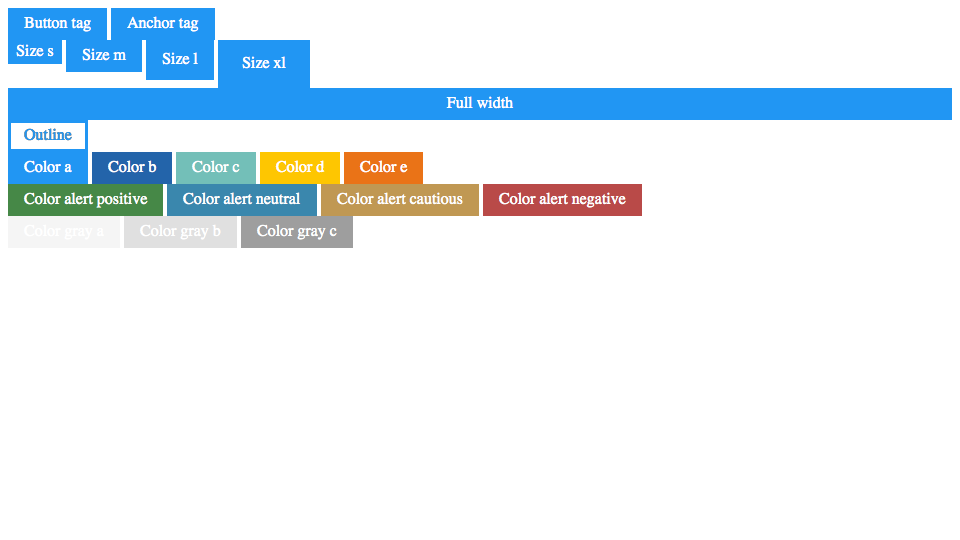 Button tag Anchor tag
Size s Size m Size l Size xl
Full width
Outline
Color a Color b Color c Color d Color e
Color alert positive Color alert neutral Color alert cautious Color alert negative
Color gray a Color gray b Color gray c